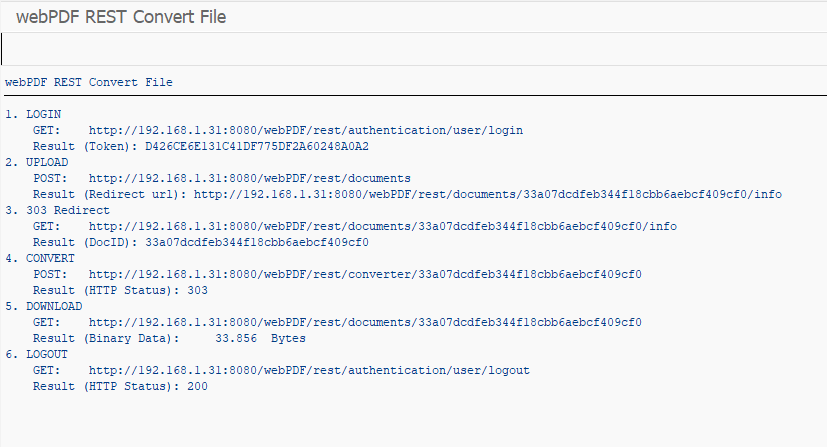 webPDF REST Convert File
webPDF REST Convert File
1. LOGIN
GET: http://192.168.1.31:8080/webPDF/rest/authentication/user/login
Result (Token): D426CE6E131C41DF775DF2A60248A0A2
2. UPLOAD
POST: http://192.168.1.31:8080/webPDF/rest/documents
Result (Redirect url): http://192.168.1.31:8080/webPDF/rest/documents/33a07dcdfeb344f18cbb6aebcf409cf0/info
3. 303 Redirect
GET: http://192.168.1.31:8080/webPDF/rest/documents/33a07dcdfeb344f18cbb6aebcf409cf0/info
Result (DocID): 33a07dcdfeb344f18cbb6aebcf409cf0
4. CONVERT
POST: http://192.168.1.31:8080/webPDF/rest/converter/33a07dcdfeb344f18cbb6aebcf409cf0
Result (HTTP Status): 303
5. DOWNLOAD
GET: http://192.168.1.31:8080/webPDF/rest/documents/33a07dcdfeb344f18cbb6aebcf409cf0
Result (Binary Data): 33.856 Bytes
6. LOGOUT
GET: http://192.168.1.31:8080/webPDF/rest/authentication/user/logout
Result (HTTP Status): 200